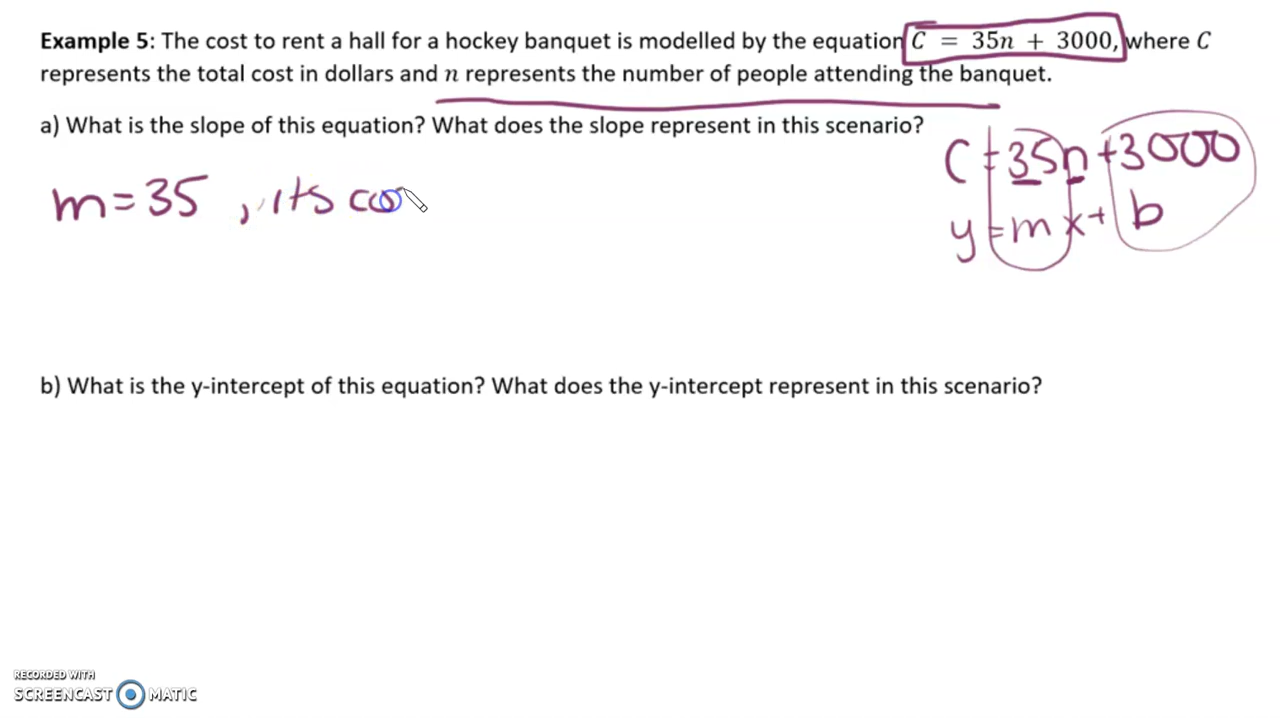 Example 5: The cost to rent a hall for a hockey banquet is modelled by the equation C = 35n + 3000, where C
represents the total cost in dollars and n represents the number of people attending the banquet.
a) What is the slope of this equation? What does the slope represent in this scenario?
C = 35n + 3000
y = mx + b
m = 35 , its co
b) What is the y-intercept of this equation? What does the y-intercept represent in this scenario?
RECORDED WITH
SCREENCAST MATIC